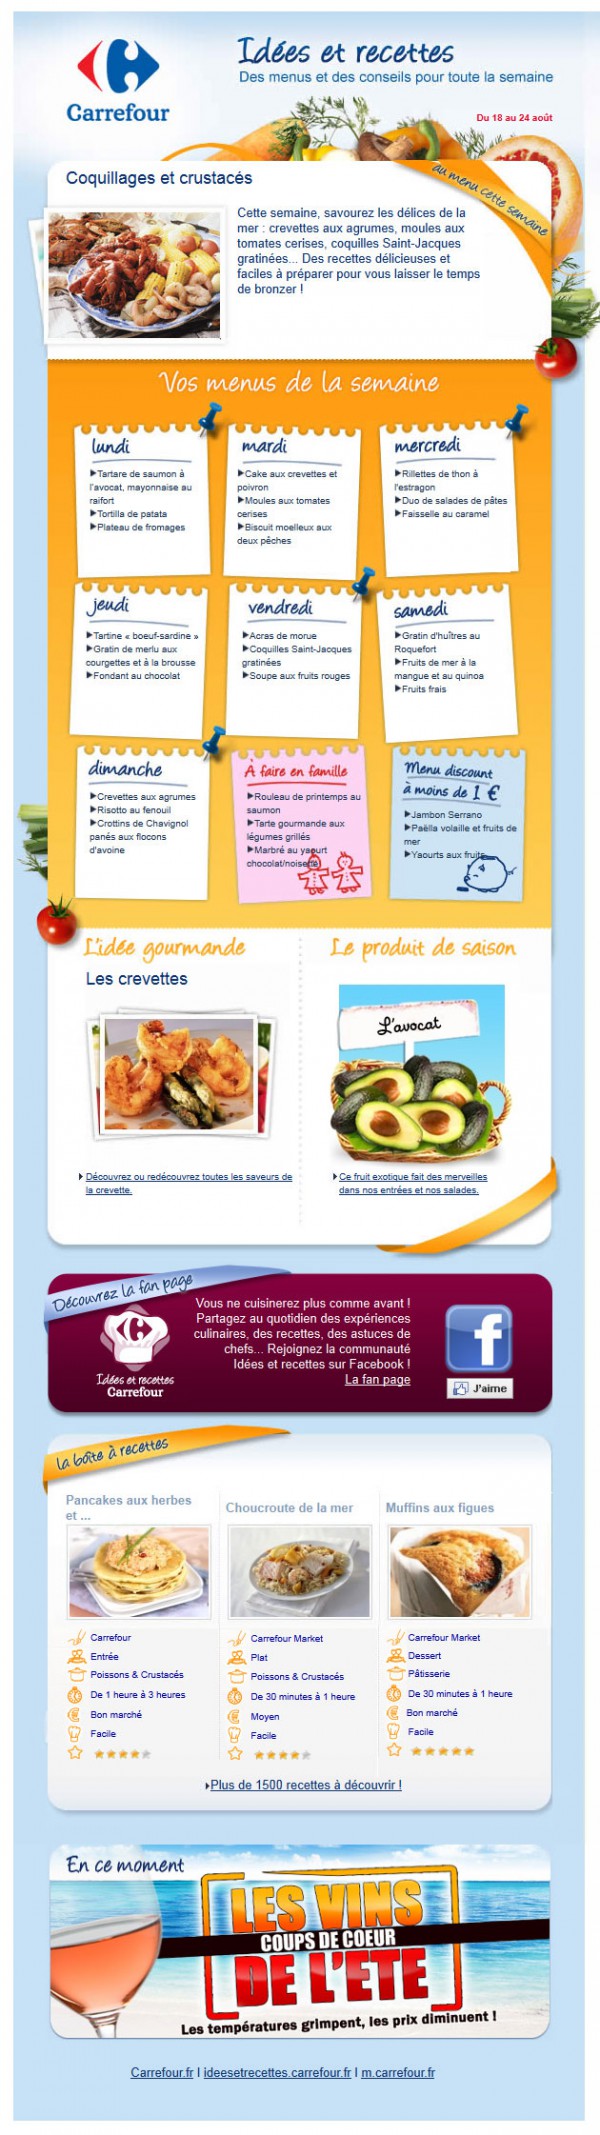 Carrefour
Idées et recettes
Des menus et des conseils pour toute la semaine
Du 18 au 24 août
au menu cette semaine
Coquillages et crustacés
Cette semaine, savourez les délices de la
mer : crevettes aux agrumes, moules aux
tomates cerises, coquilles Saint-Jacques
gratinées... Des recettes délicieuses et
faciles à préparer pour vous laisser le temps
de bronzer !
Vos menus de la semaine
lundi
Tartare de saumon à
l'avocat, mayonnaise au
raifort
Tortilla de patata
Plateau de fromages
mardi
Cake aux crevettes et
poivron
Moules aux tomates
cerises
Biscuit moelleux aux
deux pêches
mercredi
Rillettes de thon à
l'estragon
Duo de salades de pâtes
Faisselle au caramel
jeudi
Tartine « boeuf-sardine »
Gratin de merlu aux
courgettes et à la brousse
Fondant au chocolat
vendredi
Acras de morue
Coquilles Saint-Jacques
gratinées
Soupe aux fruits rouges
samedi
Gratin d'huîtres au
Roquefort
Fruits de mer à la
mangue et au quinoa
Fruits frais
dimanche
Crevettes aux agrumes
Risotto au fenouil
Crottins de Chavignol
panés aux flocons
d'avoine
À faire en famille
Rouleau de printemps au
saumon
Tarte gourmande aux
légumes grillés
Marbré au yaourt
chocolat/noisette
Menu discount
à moins de 1 €
Jambon Serrano
Paëlla volaille et fruits de
mer
Yaourts aux fruits
L'idée gourmande
Les crevettes
Découvrez ou redécouvrez toutes les saveurs de
la crevette.
Le produit de saison
L'avocat
Ce fruit exotique fait des merveilles
dans nos entrées et nos salades.
Découvrez la fan page
Idées et recettes
Carrefour
Vous ne cuisinerez plus comme avant !
Partagez au quotidien des expériences
culinaires, des recettes, des astuces de
chefs... Rejoignez la communauté
Idées et recettes sur Facebook !
La fan page
f
J'aime
la boîte à recettes
Pancakes aux herbes
et ...
Carrefour
Entrée
Poissons & Crustacés
De 1 heure à 3 heures
Bon marché
Facile
Choucroute de la mer
Carrefour Market
Plat
Poissons & Crustacés
De 30 minutes à 1 heure
Moyen
Facile
Muffins aux figues
Carrefour Market
Dessert
Pâtisserie
De 30 minutes à 1 heure
Bon marché
Facile
Plus de 1500 recettes à découvrir !
En ce moment
LES VINS
COUPS DE COEUR
DE L'ETE
Les températures grimpent, les prix diminuent !
Carrefour.fr I ideesetrecettes.carrefour.fr I m.carrefour.fr